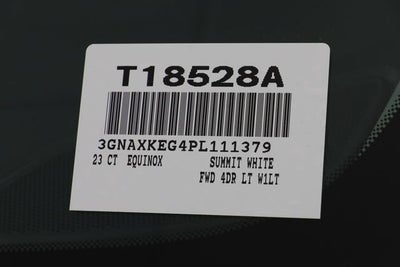 T18528A
3GNAXKEG4PL111379
23 CT EQUINOX SUMMIT WHITE
FWD 4DR LT W1LT